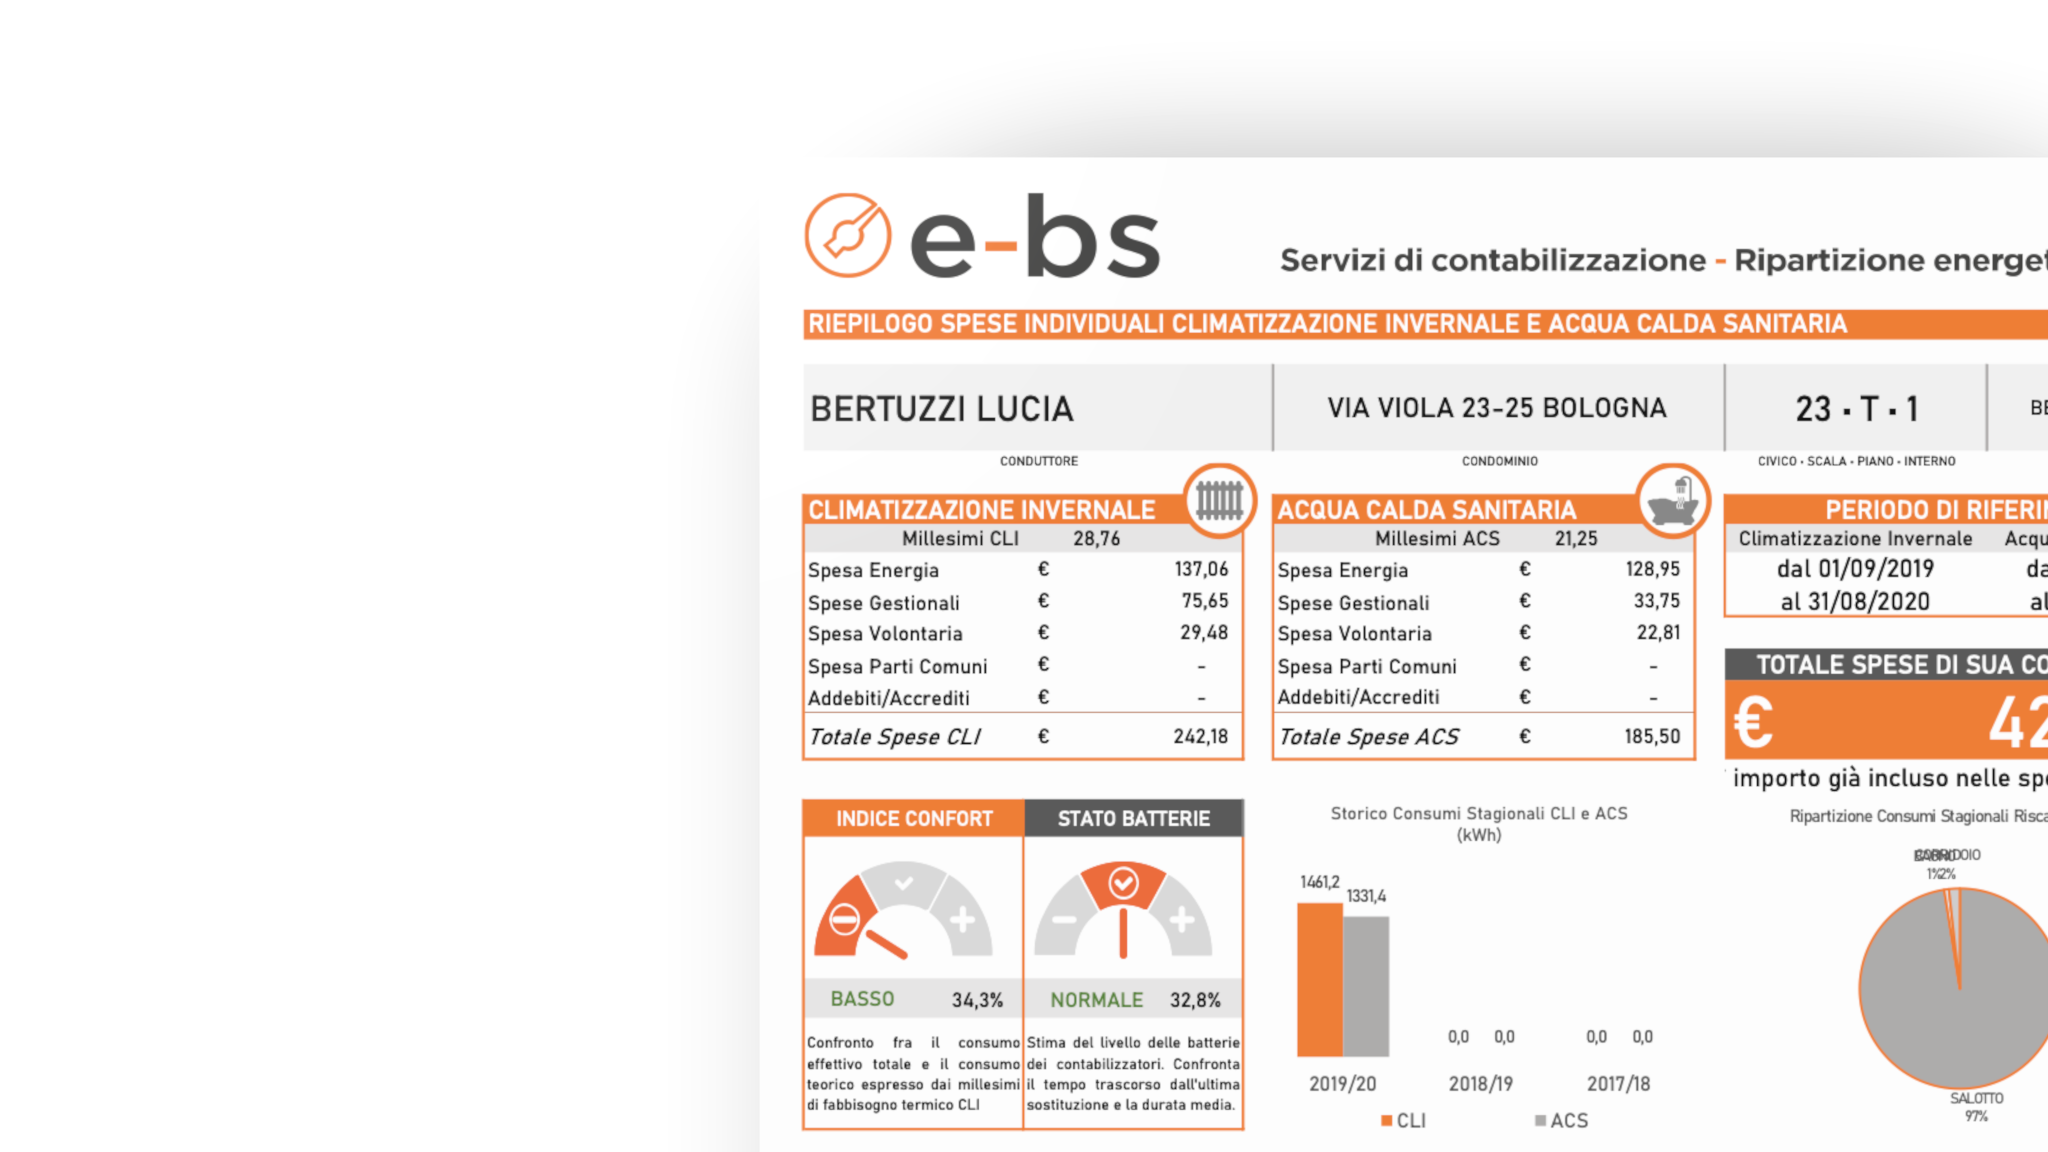 e-bs
Servizi di contabilizzazione - Ripartizione energet
RIEPILOGO SPESE INDIVIDUALI CLIMATIZZAZIONE INVERNALE E ACQUA CALDA SANITARIA
BERTUZZI LUCIA
CONDUTTORE
VIA VIOLA 23-25 BOLOGNA
CONDOMINIO
23 · T · 1
CIVICO · SCALA · PIANO · INTERNO
BE
CLIMATIZZAZIONE INVERNALE
Millesimi CLI 28,76
Spesa Energia € 137,06
Spese Gestionali € 75,65
Spesa Volontaria € 29,48
Spesa Parti Comuni € -
Addebiti/Accrediti € -
Totale Spese CLI € 242,18
ACQUA CALDA SANITARIA
Millesimi ACS 21,25
Spesa Energia € 128,95
Spese Gestionali € 33,75
Spesa Volontaria € 22,81
Spesa Parti Comuni € -
Addebiti/Accrediti € -
Totale Spese ACS € 185,50
PERIODO DI RIFERI
Climatizzazione Invernale Acqu
dal 01/09/2019 da
al 31/08/2020 al
TOTALE SPESE DI SUA CO
€ 42
importo già incluso nelle spe
INDICE CONFORT
BASSO 34,3%
Confronto fra il consumo
effettivo totale e il consumo
teorico espresso dai millesimi
di fabbisogno termico CLI
STATO BATTERIE
NORMALE 32,8%
Stima del livello delle batterie
dei contabilizzatori. Confronta
il tempo trascorso dall'ultima
sostituzione e la durata media.
Storico Consumi Stagionali CLI e ACS
(kWh)
1461,2
1331,4
0,0 0,0 0,0 0,0
2019/20 2018/19 2017/18
CLI ACS
Ripartizione Consumi Stagionali Risca
CORRIDOIO
1% 2%
SALOTTO
97%